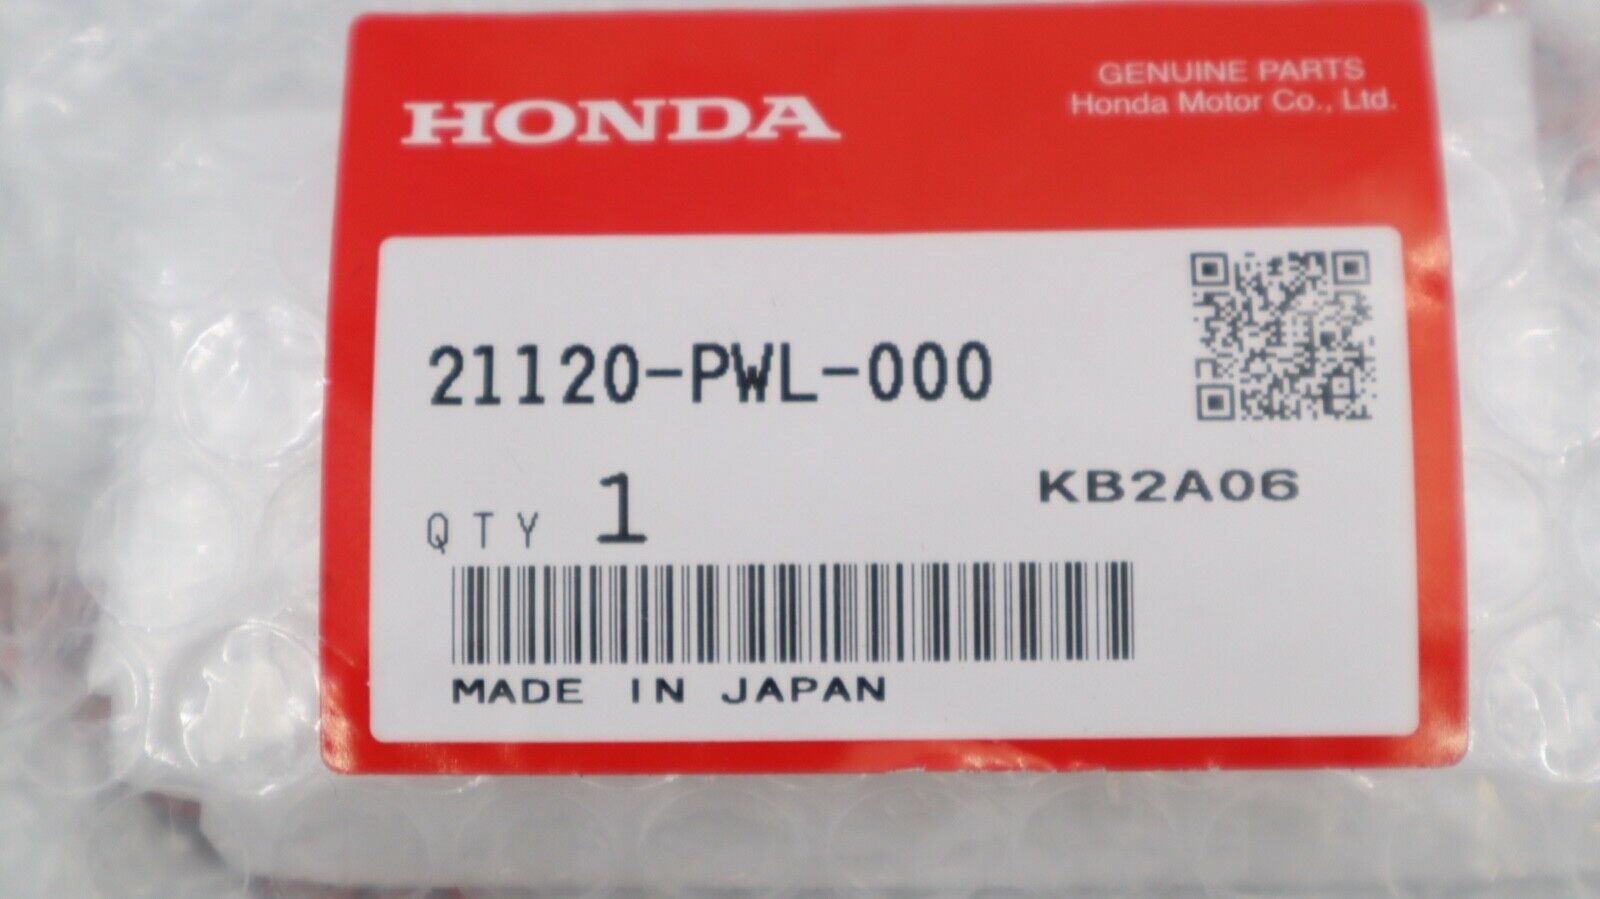 HONDA
GENUINE PARTS
Honda Motor Co., Ltd.
21120-PWL-000
QTY 1
KB2A06
MADE IN JAPAN